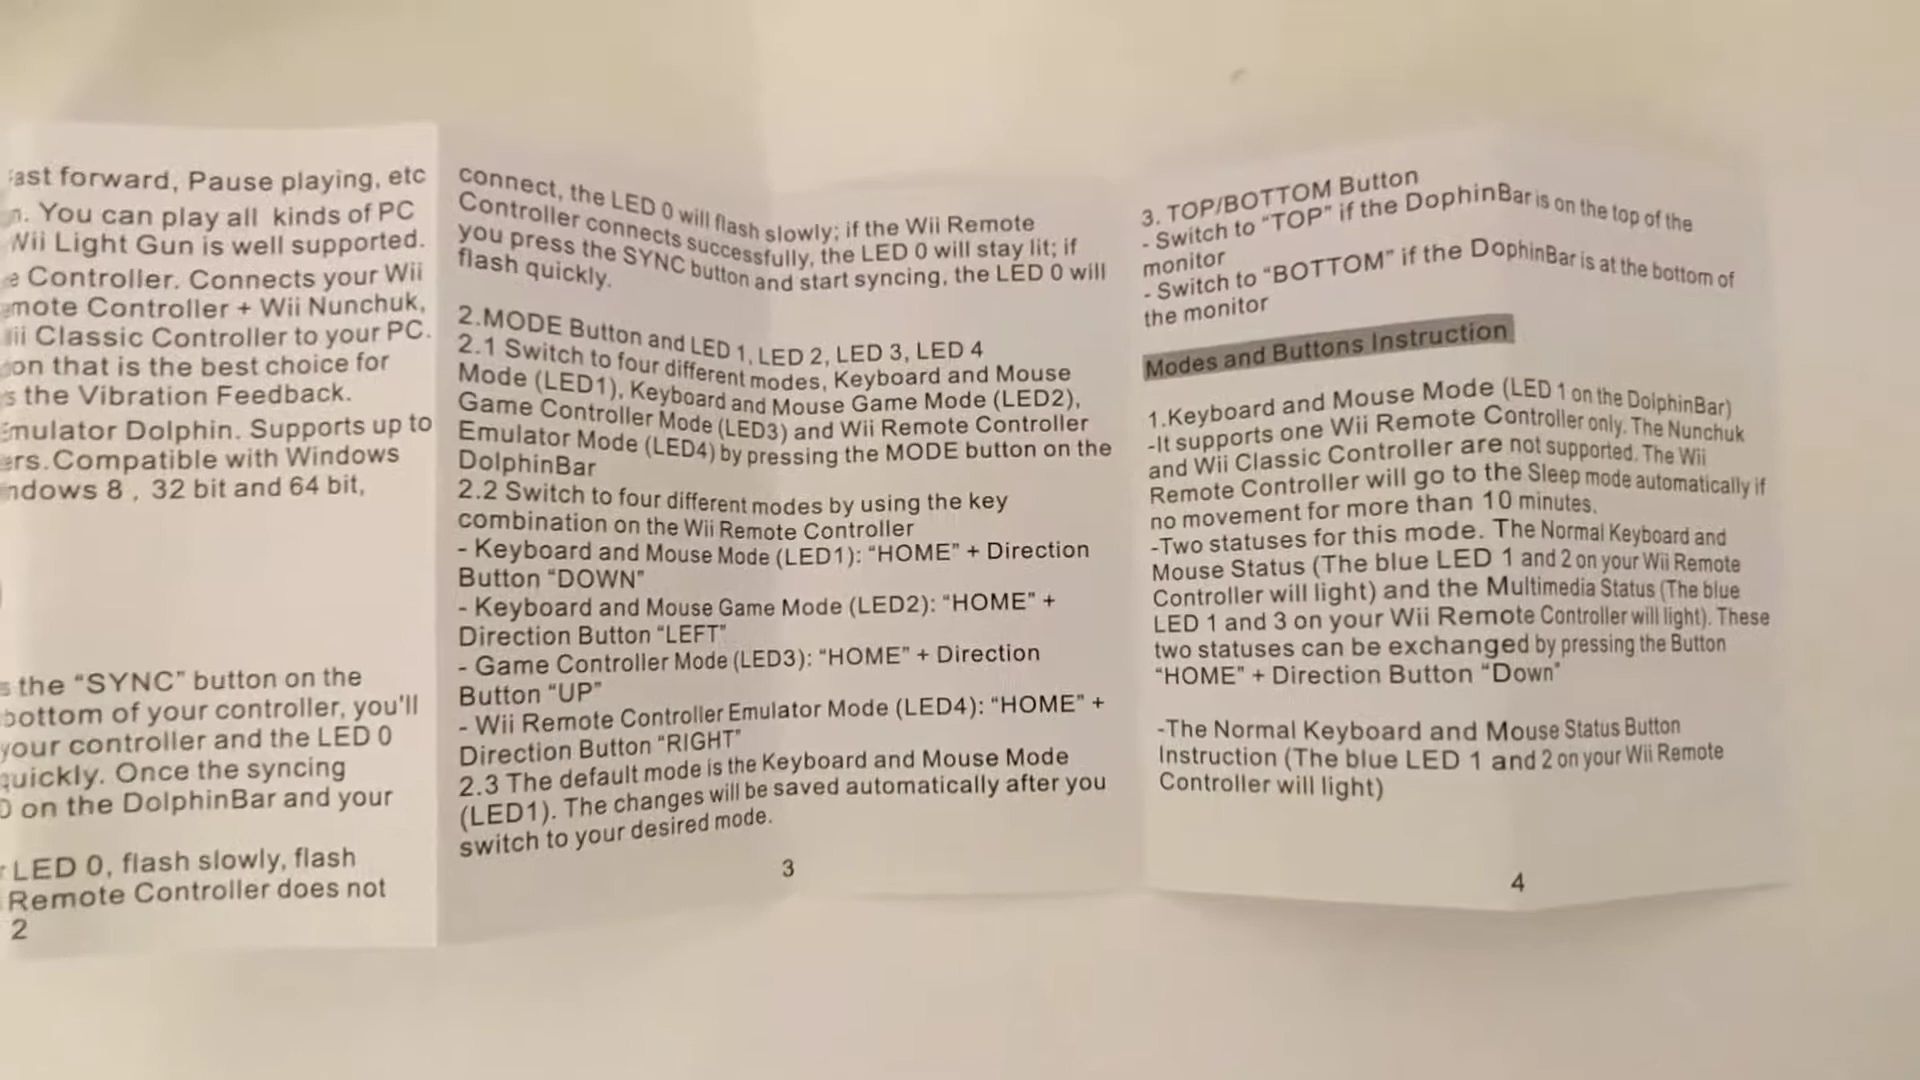 ast forward, Pause playing, etc
You can play all kinds of PC
Wii Light Gun is well supported.
Controller. Connects your Wii
mote Controller + Wii Nunchuk,
ii Classic Controller to your PC.
on that is the best choice for
s the Vibration Feedback.
Emulator Dolphin. Supports up to
ers.Compatible with Windows
ndows 8 , 32 bit and 64 bit,
s the “SYNC” button on the
bottom of your controller, you'll
your controller and the LED 0
quickly. Once the syncing
0 on the DolphinBar and your
LED 0, flash slowly, flash
Remote Controller does not
2
connect, the LED 0 will flash slowly; if the Wii Remote
Controller connects successfully, the LED 0 will stay lit; if
you press the SYNC button and start syncing, the LED 0 will
flash quickly.
2.MODE Button and LED 1, LED 2, LED 3, LED 4
2.1 Switch to four different modes, Keyboard and Mouse
Mode (LED1), Keyboard and Mouse Game Mode (LED2),
Game Controller Mode (LED3) and Wii Remote Controller
Emulator Mode (LED4) by pressing the MODE button on the
DolphinBar
2.2 Switch to four different modes by using the key
combination on the Wii Remote Controller
- Keyboard and Mouse Mode (LED1): “HOME” + Direction
Button “DOWN”
- Keyboard and Mouse Game Mode (LED2): “HOME” +
Direction Button “LEFT”
- Game Controller Mode (LED3): “HOME” + Direction
Button “UP”
- Wii Remote Controller Emulator Mode (LED4): “HOME” +
Direction Button “RIGHT”
2.3 The default mode is the Keyboard and Mouse Mode
(LED1). The changes will be saved automatically after you
switch to your desired mode.
3
3. TOP/BOTTOM Button
- Switch to “TOP” if the DophinBar is on the top of the
monitor
- Switch to “BOTTOM” if the DophinBar is at the bottom of
the monitor
Modes and Buttons Instruction
1.Keyboard and Mouse Mode (LED 1 on the DolphinBar)
-It supports one Wii Remote Controller only. The Nunchuk
and Wii Classic Controller are not supported. The Wii
Remote Controller will go to the Sleep mode automatically if
no movement for more than 10 minutes.
-Two statuses for this mode. The Normal Keyboard and
Mouse Status (The blue LED 1 and 2 on your Wii Remote
Controller will light) and the Multimedia Status (The blue
LED 1 and 3 on your Wii Remote Controller will light). These
two statuses can be exchanged by pressing the Button
“HOME” + Direction Button “Down”
-The Normal Keyboard and Mouse Status Button
Instruction (The blue LED 1 and 2 on your Wii Remote
Controller will light)
4